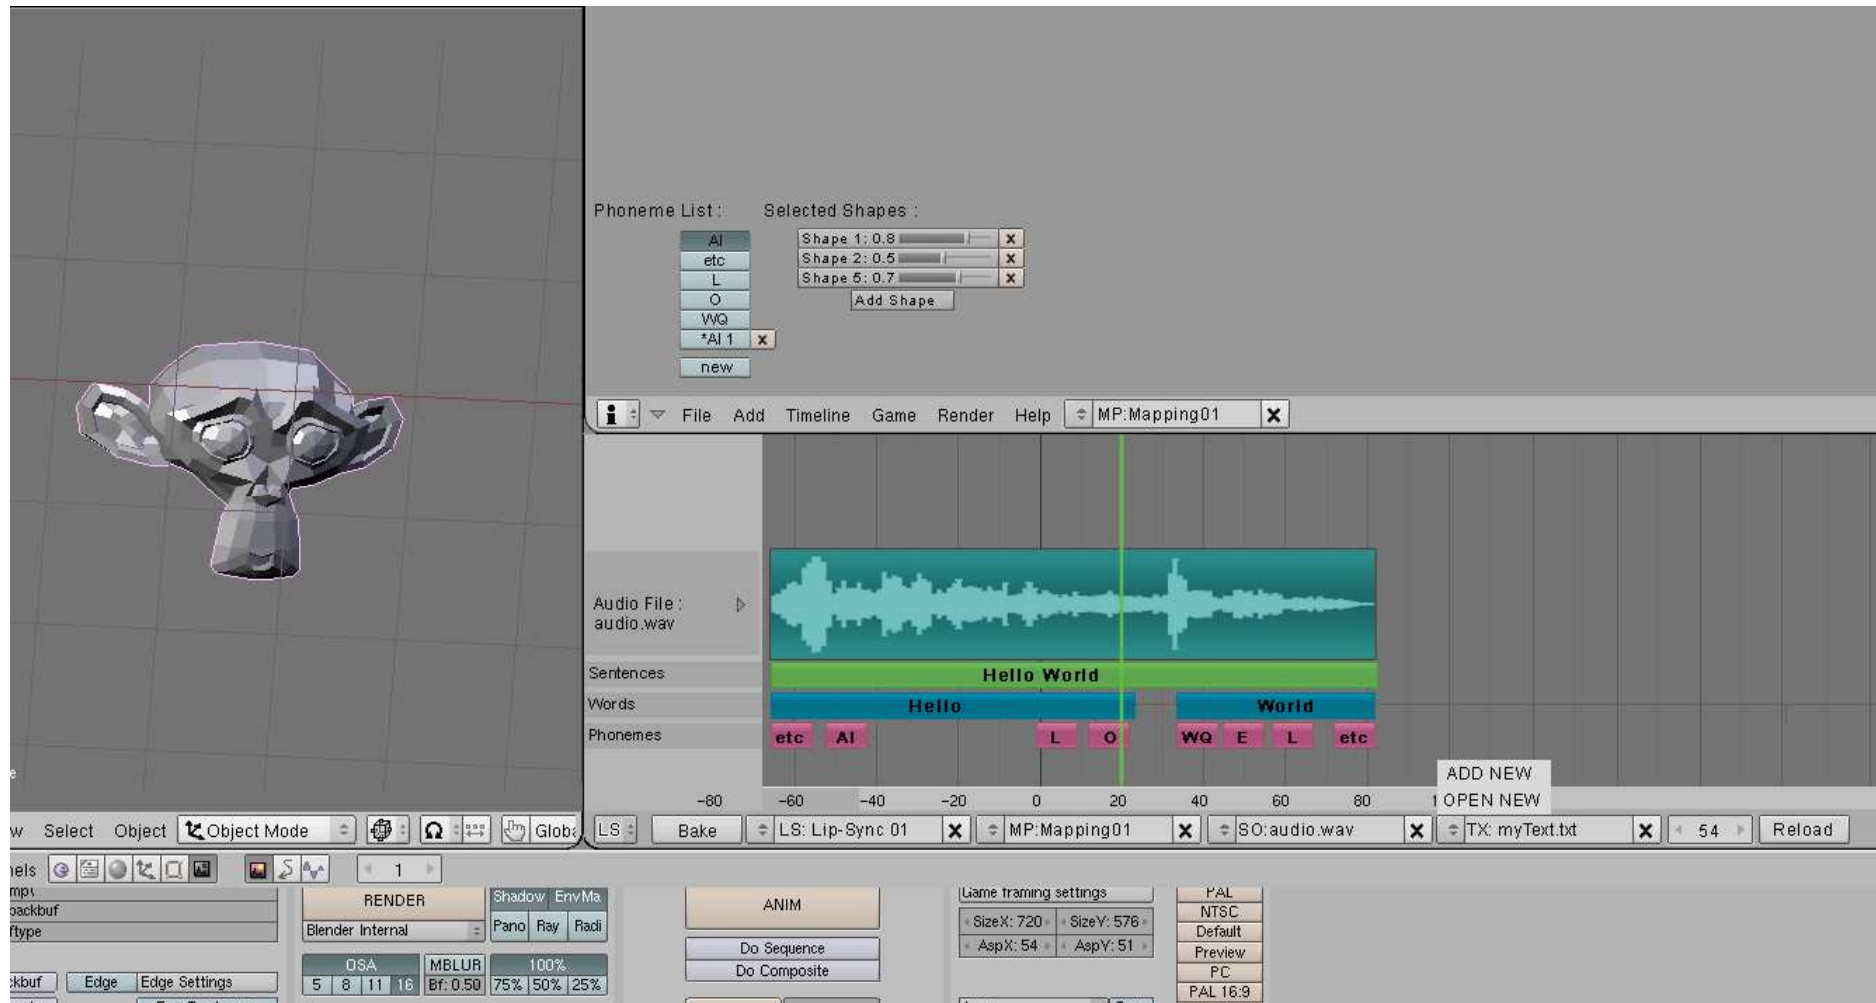 Phoneme List :
Selected Shapes :
AI
etc
L
O
WQ
*AI 1
x
new
Shape 1: 0.8
x
Shape 2: 0.5
x
Shape 5: 0.7
x
Add Shape
File Add Timeline Game Render Help MP:Mapping01
Audio File :
audio.wav
Sentences
Hello World
Words
Hello World
Phonemes
etc AI L O WQ E L etc
ADD NEW
OPEN NEW
-80 -60 -40 -20 0 20 40 60 80 1
e
w Select Object Object Mode Globa
LS Bake LS: Lip-Sync 01 MP:Mapping01 SO:audio.wav TX: myText.txt 54 Reload
nels 1
backbuf
ftype
ckbuf Edge Edge Settings
RENDER
Blender Internal
Shadow EnvMa
Pano Ray Radi
OSA
5 8 11 16
MBLUR
Bf: 0.50
100%
75% 50% 25%
ANIM
Do Sequence
Do Composite
Game framing settings
SizeX: 720 SizeY: 576
AspX: 54 AspY: 51
PAL
NTSC
Default
Preview
PC
PAL 16:9